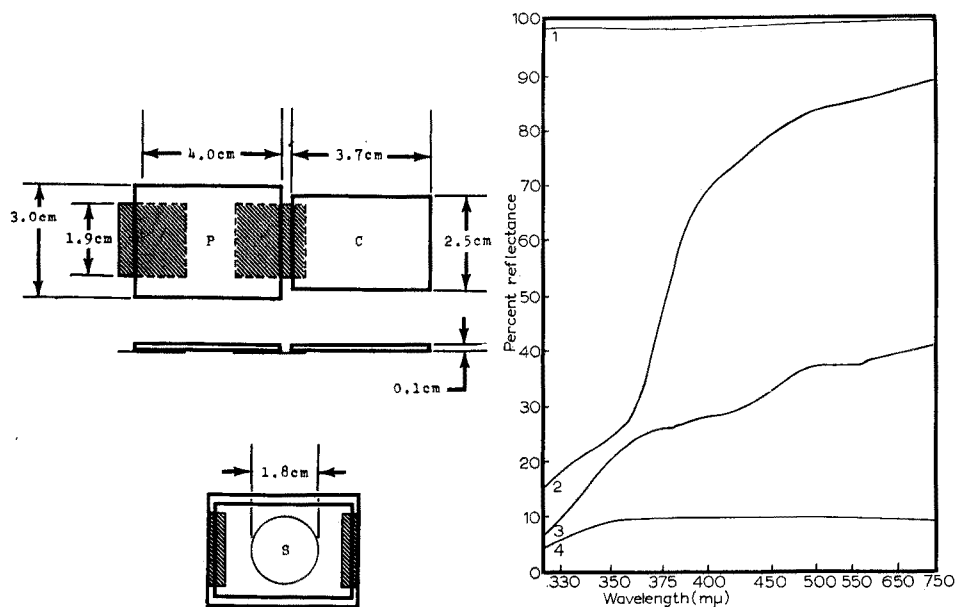 4.0cm
3.7cm
3.0cm
1.9cm
P
C
2.5cm
0.1cm
1.8cm
S
100
90
80
70
60
50
40
30
20
10
0
Percent reflectance
1
2
3
4
.330 350 375 400 450 500 550 650 750
Wavelength(mμ)